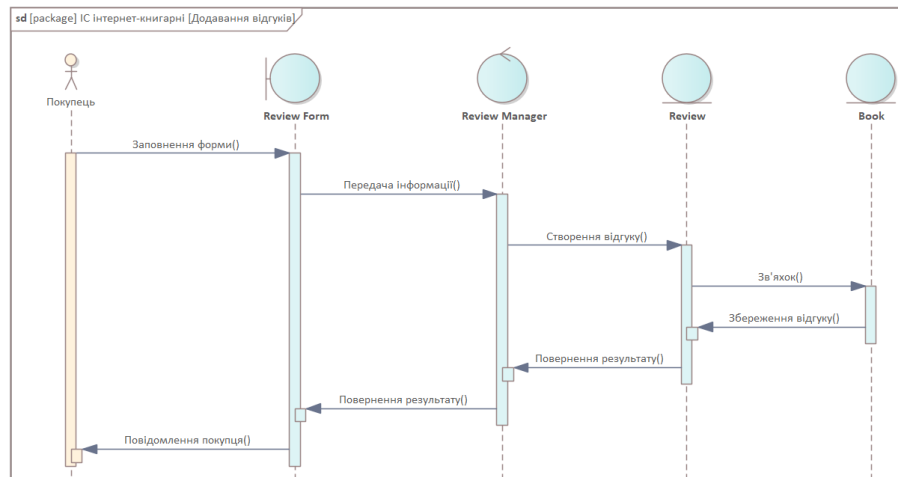 sd [package] ІС інтернет-книгарні [Додавання відгуків]
Покупець
Review Form
Review Manager
Review
Book
Заповнення форми()
Передача інформації()
Створення відгуку()
Зв'яхок()
Збереження відгуку()
Повернення результату()
Повернення результату()
Повідомлення покупця()